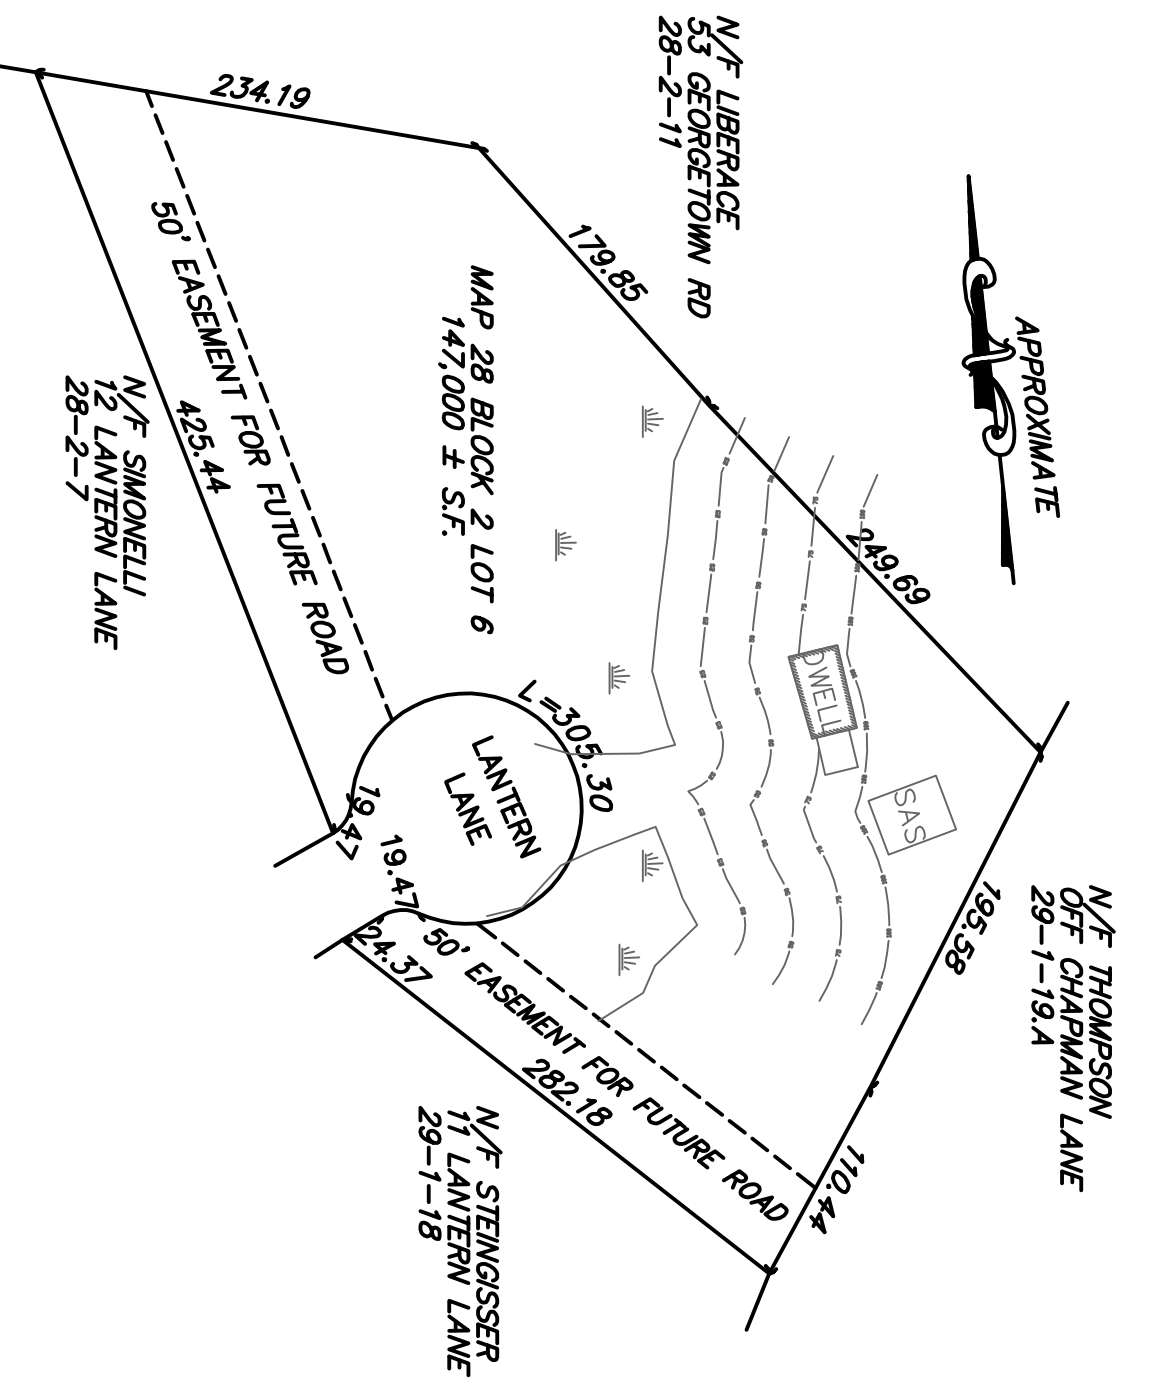 N/F LIBERACE
53 GEORGETOWN RD
28-2-11
APPROXIMATE
234.19
179.85
249.69
MAP 28 BLOCK 2 LOT 6
147,000 ± S.F.
50' EASEMENT FOR FUTURE ROAD
425.44
N/F SIMONELLI
12 LANTERN LANE
28-2-7
DWELL
SAS
L=305.30
LANTERN
LANE
19.47
19.47
24.37
50' EASEMENT FOR FUTURE ROAD
282.18
195.58
110.44
N/F THOMPSON
OFF CHAPMAN LANE
29-1-19.A
N/F STEINGISSER
11 LANTERN LANE
29-1-18